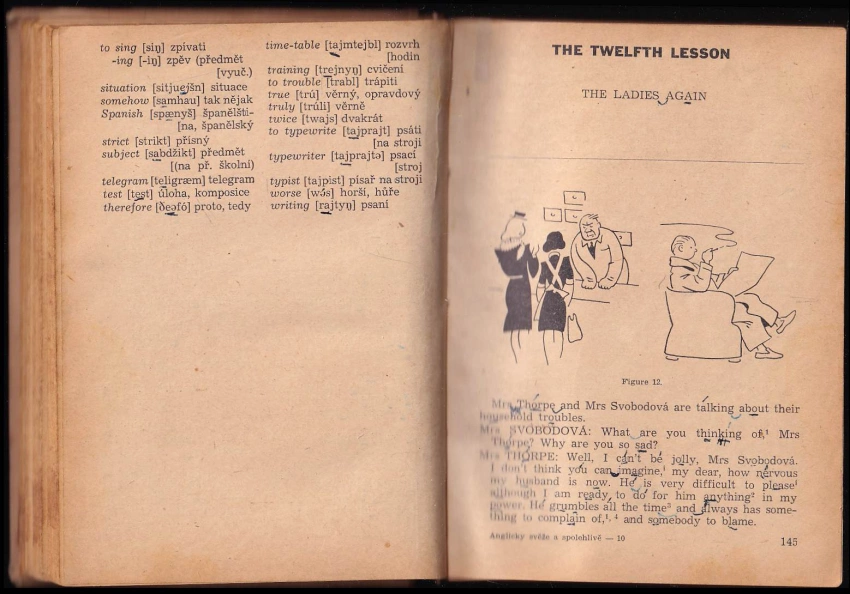 to sing [siŋ] zpívati
-ing [-iŋ] zpěv (předmět
[vyuč.)
situation [sitjuejšn] situace
somehow [samhau] tak nějak
Spanish [spænyš] španělšti-
[na, španělský
strict [strikt] přísný
subject [sabdžikt] předmět
[(na př. školní)
telegram [teligræm] telegram
test [test] úloha, komposice
therefore [ðeəfó] proto, tedy
time-table [tajmtejbl] rozvrh
[hodin
training [trejnyŋ] cvičení
to trouble [trabl] trápiti
true [trú] věrný, opravdový
truly [trúli] věrně
twice [twajs] dvakrát
to typewrite [tajprajt] psáti
[na stroji
typewriter [tajprajtə] psací
[stroj
typist [tajpist] písař na stroji
worse [wə́s] horší, hůře
writing [rajtyŋ] psaní
THE TWELFTH LESSON
THE LADIES AGAIN
Figure 12.
Mrs Thorpe and Mrs Svobodová are talking about their
household troubles.
Mrs SVOBODOVÁ: What are you thinking of,¹ Mrs
Thorpe? Why are you so sad?
Mrs THORPE: Well, I can't be jolly, Mrs Svobodová.
I don't think you can imagine,¹ my dear, how nervous
my husband is now. He is very difficult to please¹
although I am ready to do for him anything² in my
power. He grumbles all the time³ and always has some-
thing to complain of,¹, ⁴ and somebody to blame.
Anglicky svěže a spolehlivě — 10
145